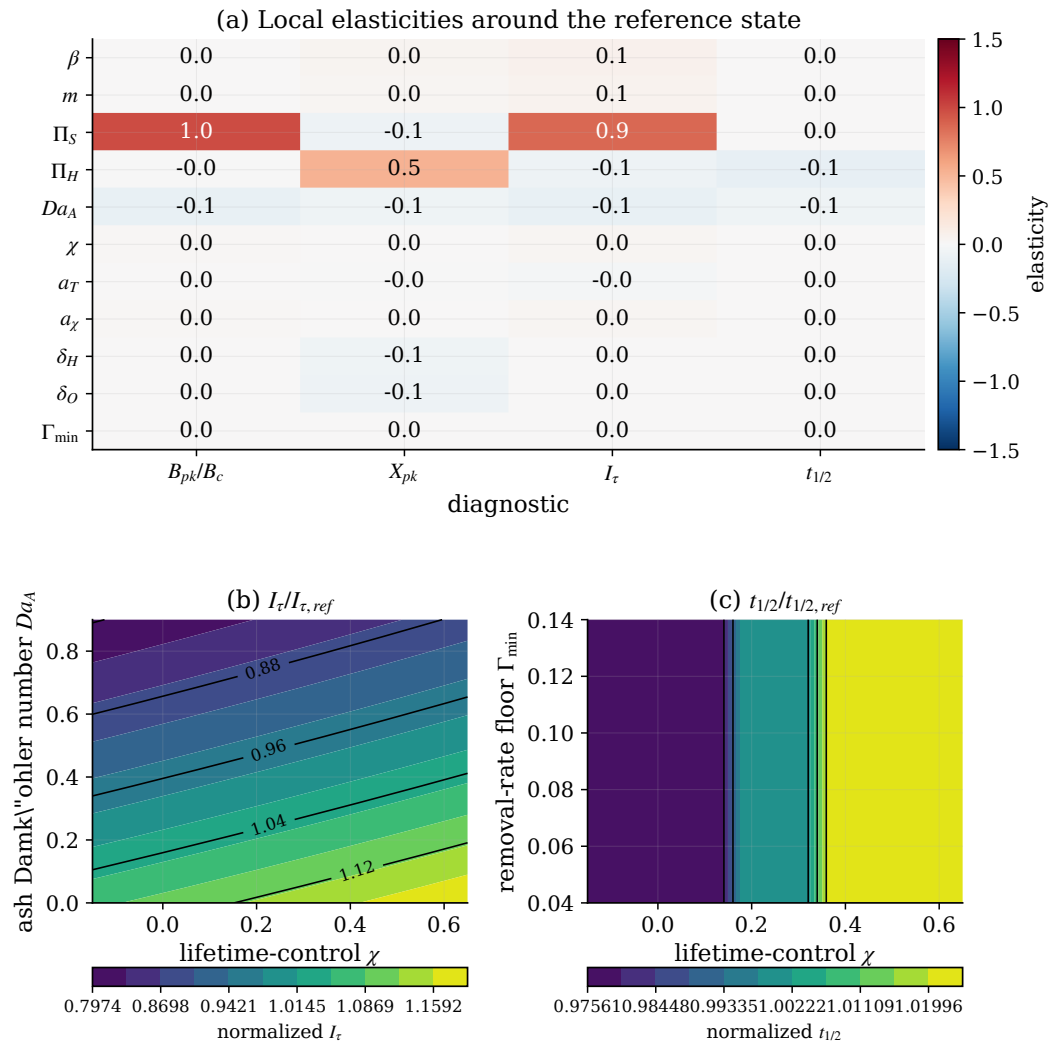 (a) Local elasticities around the reference state
β 0.0 0.0 0.1 0.0
m 0.0 0.0 0.1 0.0
Π_S 1.0 -0.1 0.9 0.0
Π_H -0.0 0.5 -0.1 -0.1
Da_A -0.1 -0.1 -0.1 -0.1
χ 0.0 0.0 0.0 0.0
a_T 0.0 -0.0 -0.0 0.0
a_χ 0.0 0.0 0.0 0.0
δ_H 0.0 -0.1 0.0 0.0
δ_O 0.0 -0.1 0.0 0.0
Γ_min 0.0 0.0 0.0 0.0
B_pk/B_c X_pk I_τ t_1/2
diagnostic
1.5
1.0
0.5
0.0
−0.5
−1.0
−1.5
elasticity
(b) I_τ/I_τ,ref
ash Damk\"ohler number Da_A
0.8
0.6
0.4
0.2
0.0
0.88
0.96
1.04
1.12
0.0 0.2 0.4 0.6
lifetime-control χ
0.7974 0.8698 0.9421 1.0145 1.0869 1.1592
normalized I_τ
(c) t_1/2/t_1/2,ref
removal-rate floor Γ_min
0.14
0.12
0.10
0.08
0.06
0.04
0.0 0.2 0.4 0.6
lifetime-control χ
0.97561 0.98448 0.99335 1.00222 1.01109 1.01996
normalized t_1/2